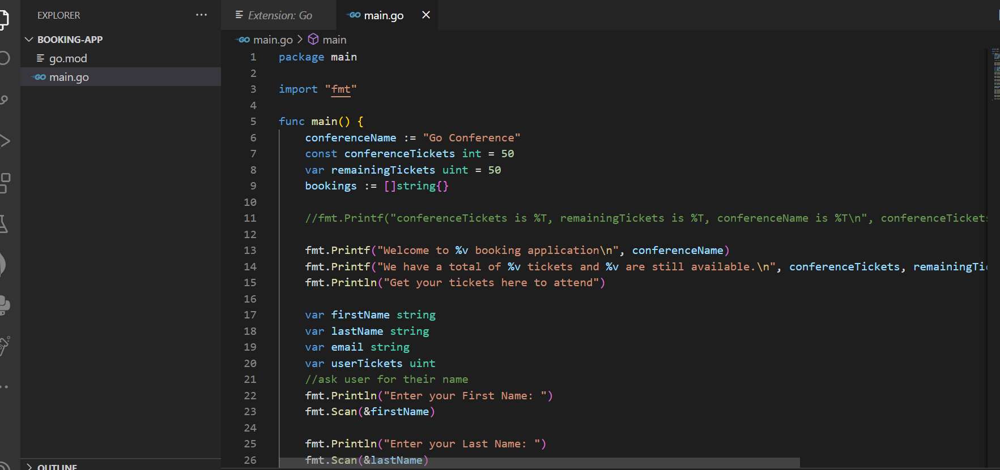 EXPLORER
BOOKING-APP
go.mod
main.go
OUTLINE
Extension: Go
GO main.go
GO main.go > main
1 package main
2
3 import "fmt"
4
5 func main() {
6 conferenceName := "Go Conference"
7 const conferenceTickets int = 50
8 var remainingTickets uint = 50
9 bookings := []string{}
10
11 //fmt.Printf("conferenceTickets is %T, remainingTickets is %T, conferenceName is %T\n", conferenceTickets
12
13 fmt.Printf("Welcome to %v booking application\n", conferenceName)
14 fmt.Printf("We have a total of %v tickets and %v are still available.\n", conferenceTickets, remainingTic
15 fmt.Println("Get your tickets here to attend")
16
17 var firstName string
18 var lastName string
19 var email string
20 var userTickets uint
21 //ask user for their name
22 fmt.Println("Enter your First Name: ")
23 fmt.Scan(&firstName)
24
25 fmt.Println("Enter your Last Name: ")
26 fmt.Scan(&lastName)